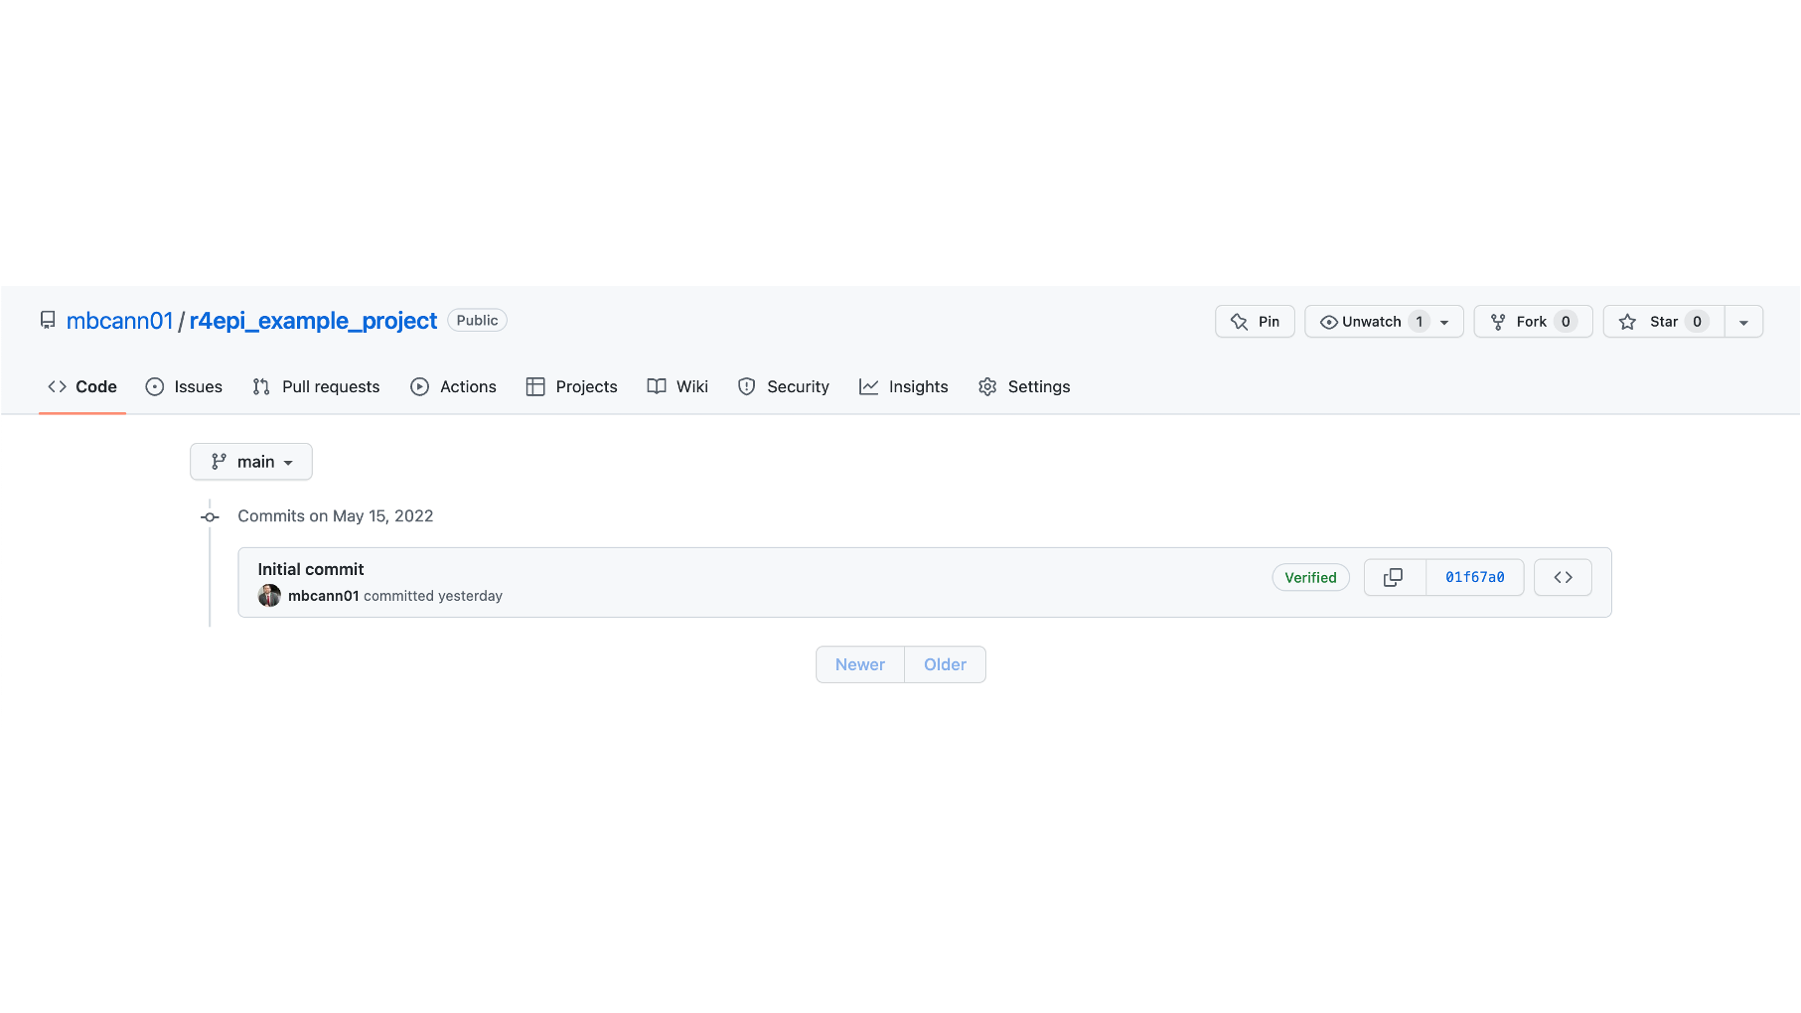 mbcann01 / r4epi_example_project Public
Pin Unwatch 1 Fork 0 Star 0
Code Issues Pull requests Actions Projects Wiki Security Insights Settings
main
Commits on May 15, 2022
Initial commit
mbcann01 committed yesterday
Verified 01f67a0
Newer Older